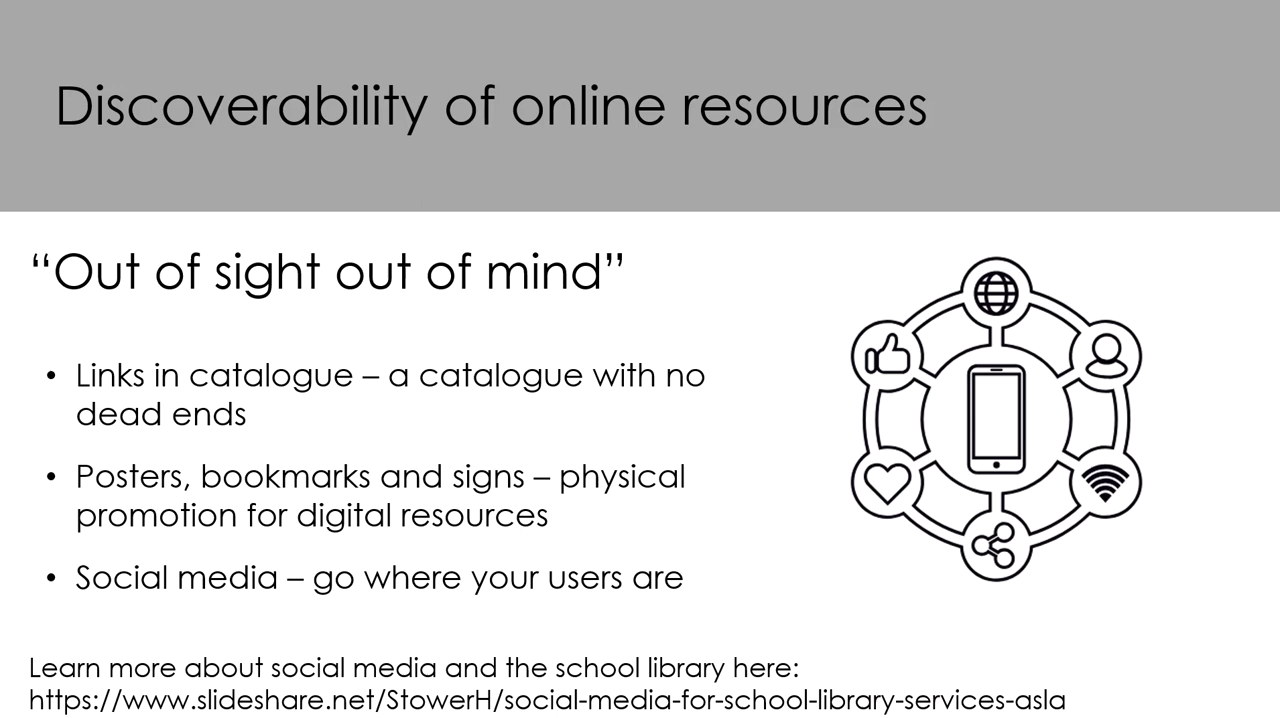 Discoverability of online resources
“Out of sight out of mind”
• Links in catalogue – a catalogue with no
dead ends
• Posters, bookmarks and signs – physical
promotion for digital resources
• Social media – go where your users are
Learn more about social media and the school library here:
https://www.slideshare.net/StowerH/social-media-for-school-library-services-asla